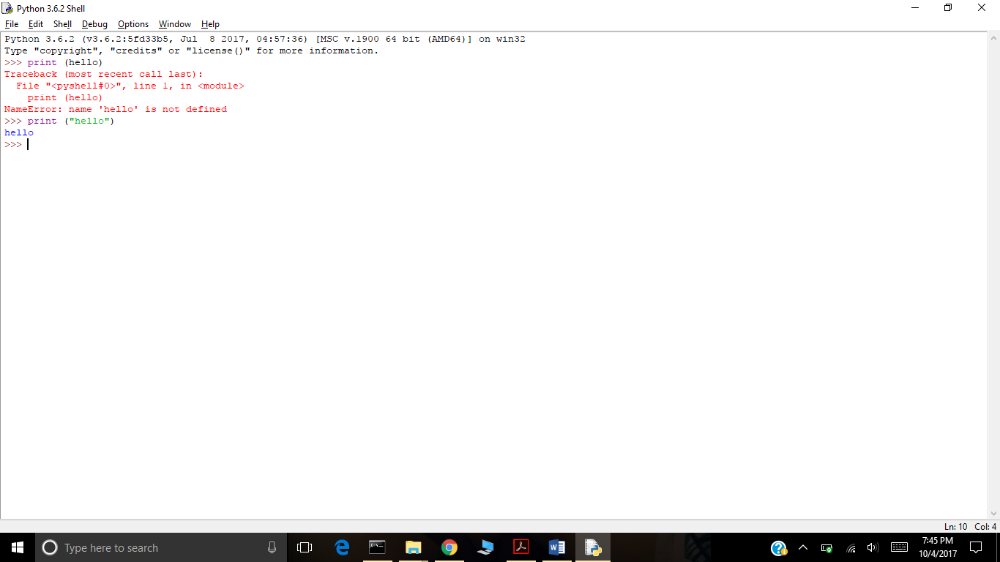 Python 3.6.2 Shell
File Edit Shell Debug Options Window Help
Python 3.6.2 (v3.6.2:5fd33b5, Jul  8 2017, 04:57:36) [MSC v.1900 64 bit (AMD64)] on win32
Type "copyright", "credits" or "license()" for more information.
>>> print (hello)
Traceback (most recent call last):
  File "<pyshell#0>", line 1, in <module>
    print (hello)
NameError: name 'hello' is not defined
>>> print ("hello")
hello
>>>
Ln: 10 Col: 4
Type here to search
7:45 PM
10/4/2017